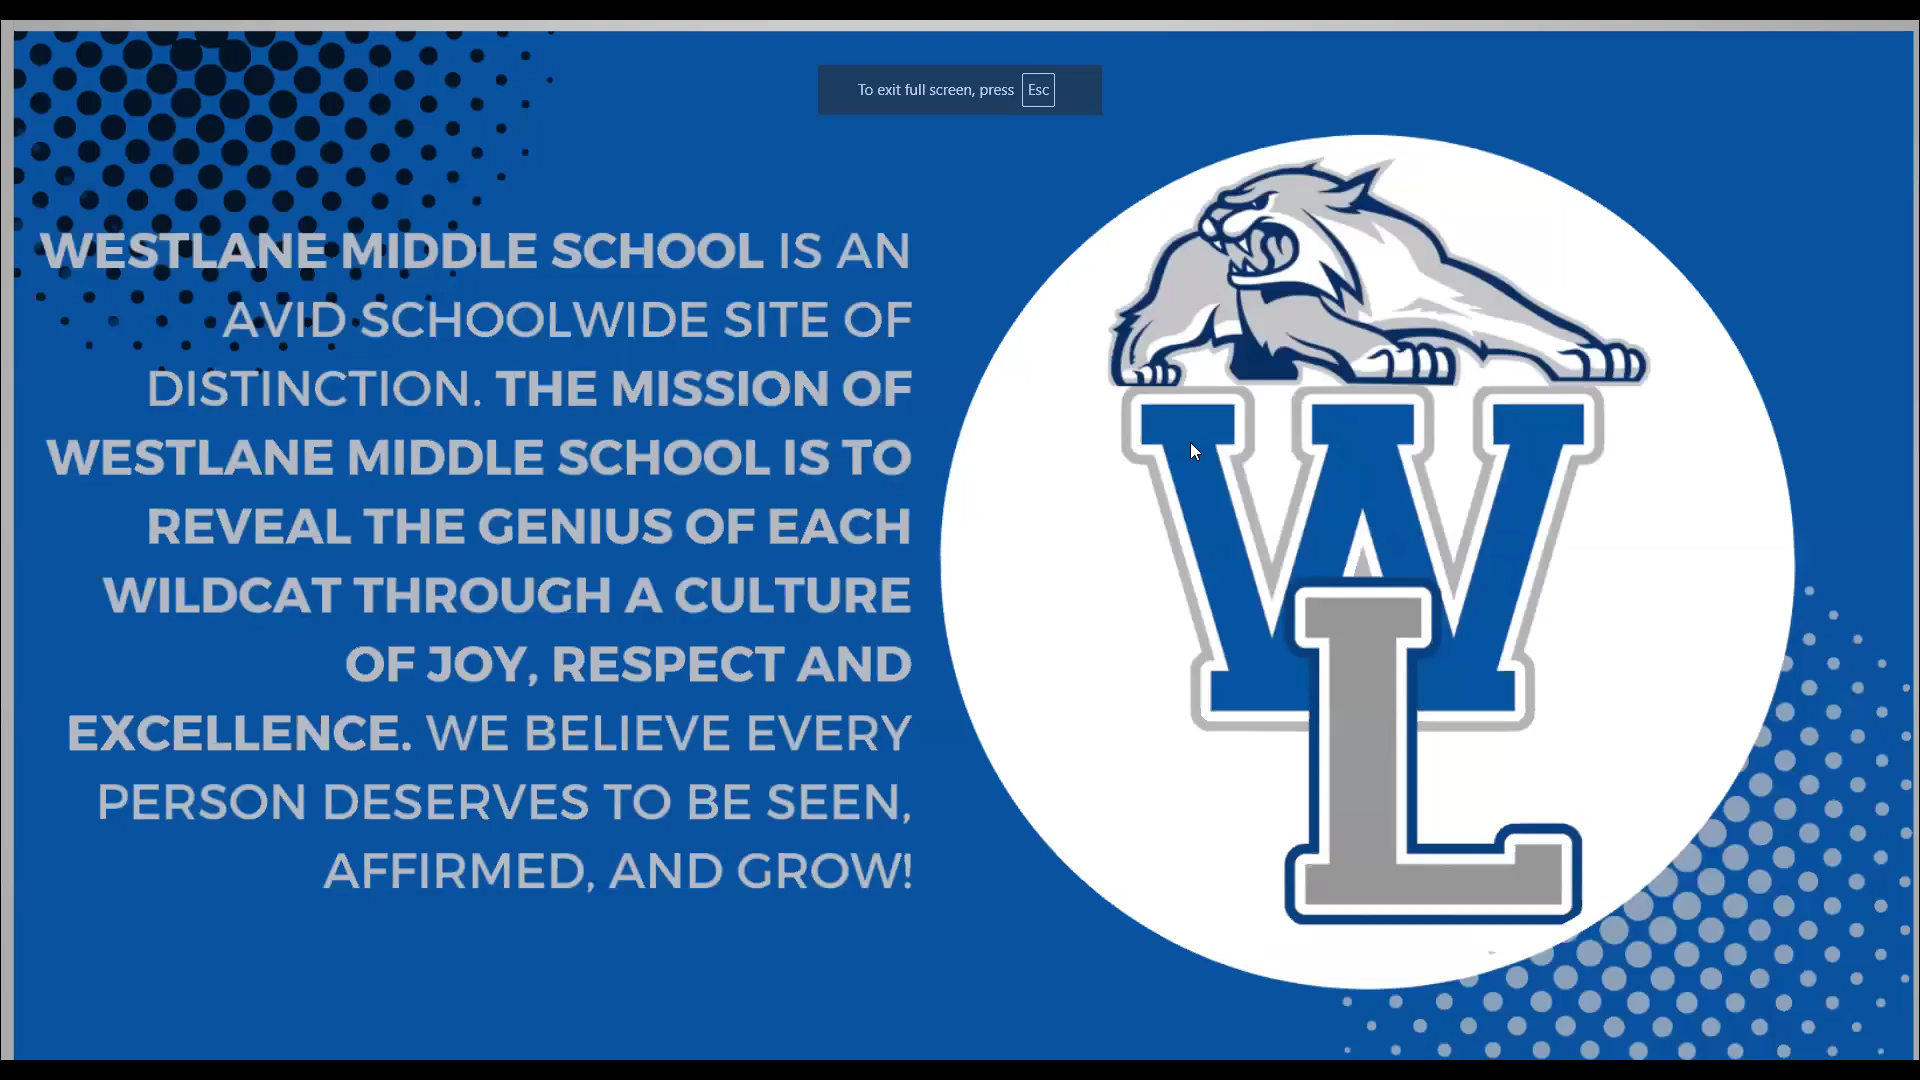 To exit full screen, press Esc
WESTLANE MIDDLE SCHOOL IS AN
AVID SCHOOLWIDE SITE OF
DISTINCTION. THE MISSION OF
WESTLANE MIDDLE SCHOOL IS TO
REVEAL THE GENIUS OF EACH
WILDCAT THROUGH A CULTURE
OF JOY, RESPECT AND
EXCELLENCE. WE BELIEVE EVERY
PERSON DESERVES TO BE SEEN,
AFFIRMED, AND GROW!
W
L